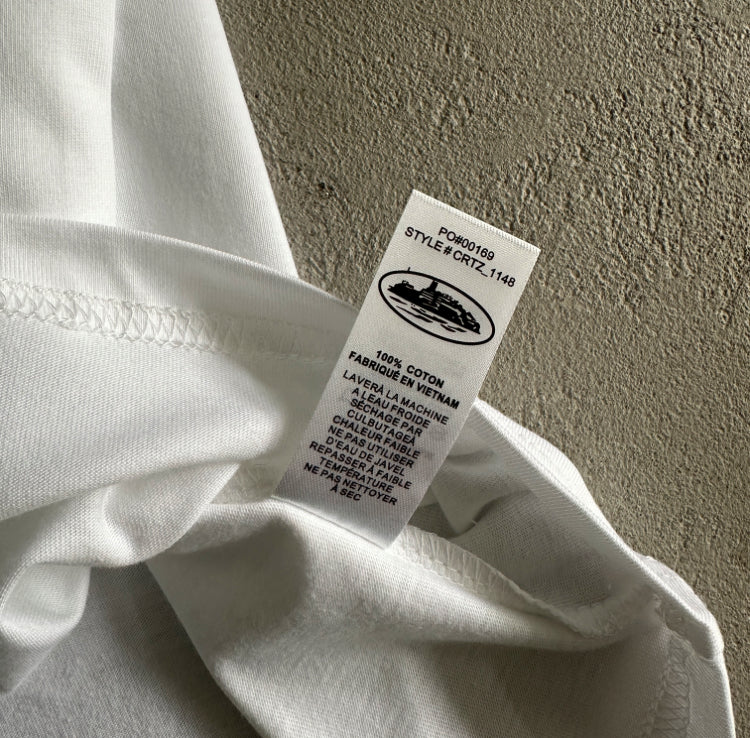 PO#00169
STYLE# CRTZ_1148
100% COTON
FABRIQUÉ EN VIETNAM
LAVERÀ LA MACHINE
A LEAU FROIDE
SÉCHAGE PAR
CULBUTAGEÀ
CHALEUR FAIBLE
NE PAS UTILISER
D'EAU DE JAVEL
REPASSER À FAIBLE
TEMPÉRATURE
NE PAS NETTOYER
À SEC